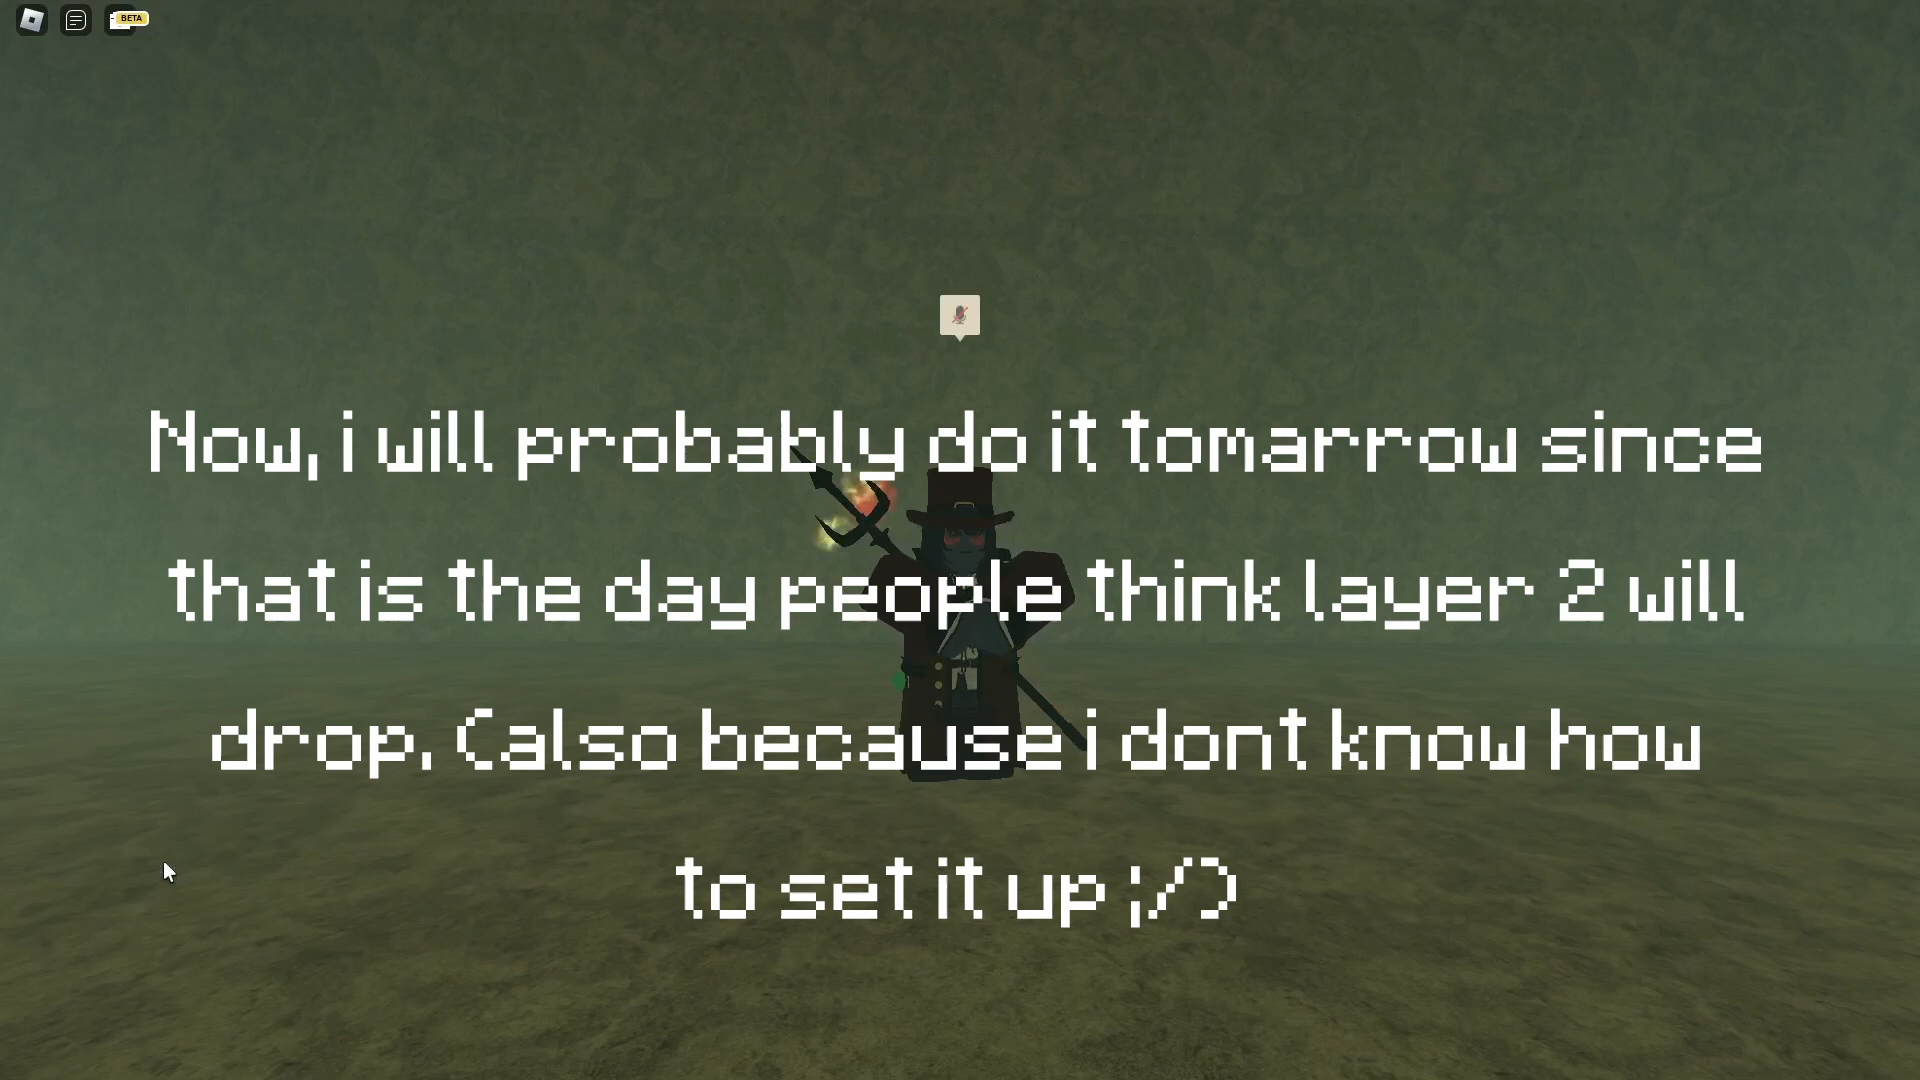 BETA
Now, i will probably do it tomarrow since
that is the day people think layer 2 will
drop. (also because i dont know how
to set it up ;/)